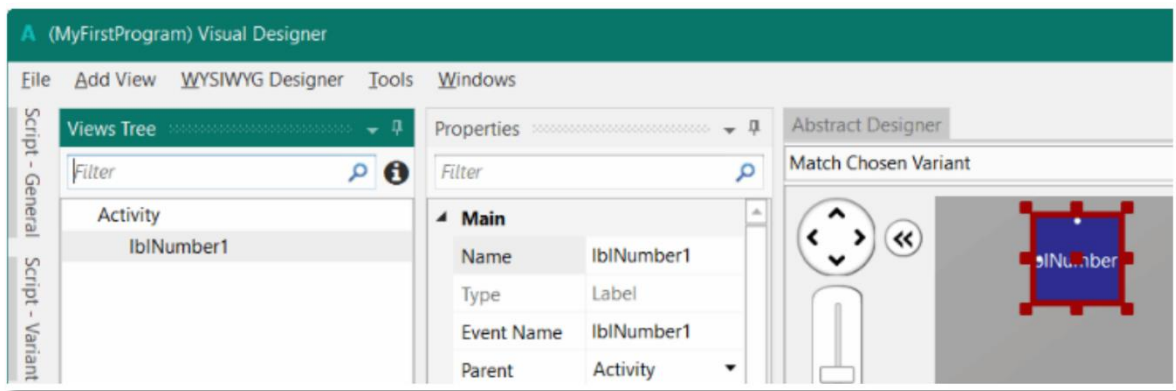 A (MyFirstProgram) Visual Designer
File Add View WYSIWYG Designer Tools Windows
Script - General
Script - Variant
Views Tree
Filter
Activity
lblNumber1
Properties
Filter
Main
Name lblNumber1
Type Label
Event Name lblNumber1
Parent Activity
Abstract Designer
Match Chosen Variant